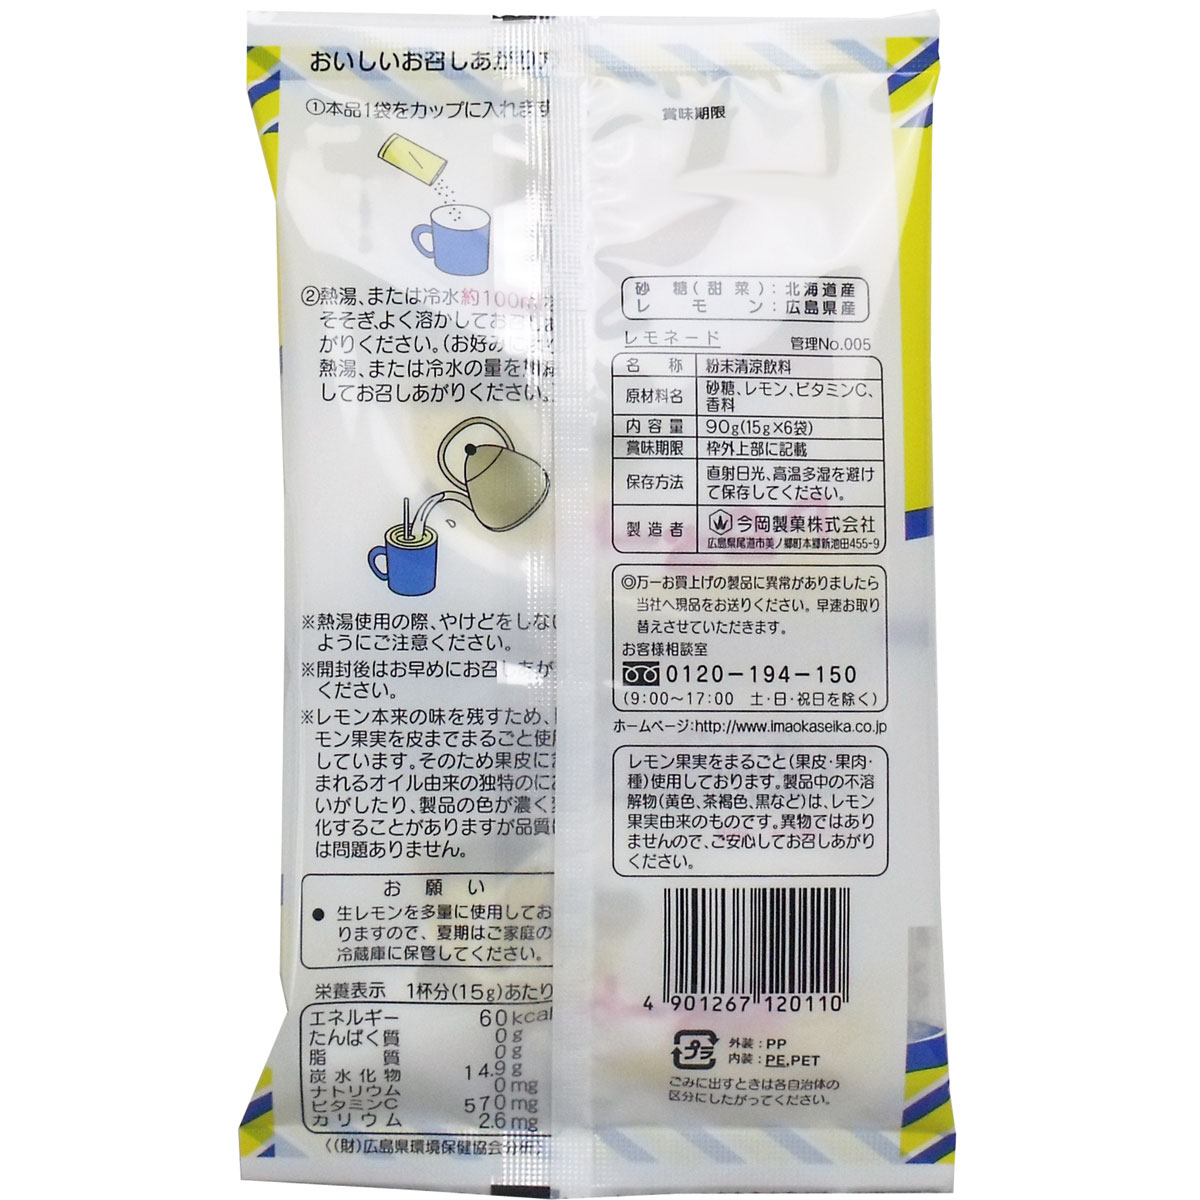 おいしいお召しあがり方
①本品1袋をカップに入れます
②熱湯、または冷水約100mlを
そそぎ、よく溶かしてお召しあ
がりください。(お好みにより
熱湯、または冷水の量を加減
してお召しあがりください。)
※熱湯使用の際、やけどをしない
ようにご注意ください。
※開封後はお早めにお召しあが
ください。
※レモン本来の味を残すため、
モン果実を皮までまるごと使用
しています。そのため果皮に含
まれるオイル由来の独特のにお
いがしたり、製品の色が濃く変
化することがありますが品質に
は問題ありません。
お願い
● 生レモンを多量に使用してお
りますので、夏期はご家庭の
冷蔵庫に保管してください。
栄養表示 1杯分(15g)あたり
エネルギー 60kcal
たんぱく質 0g
脂質 0g
炭水化物 14.9g
ナトリウム 0mg
ビタミンC 570mg
カリウム 2.6mg
((財)広島県環境保健協会分析)
賞味期限
砂糖(甜菜):北海道産
レモン:広島県産
レモネード 管理No.005
名称 粉末清涼飲料
原材料名 砂糖、レモン、ビタミンC、
香料
内容量 90g(15g×6袋)
賞味期限 枠外上部に記載
保存方法 直射日光、高温多湿を避け
て保存してください。
製造者 今岡製菓株式会社
広島県尾道市美ノ郷町本郷新池田455-9
◎万一お買上げの製品に異常がありましたら
当社へ現品をお送りください。早速お取り
替えさせていただきます。
お客様相談室
0120-194-150
(9:00〜17:00 土・日・祝日を除く)
ホームページ:http://www.imaokaseika.co.jp
レモン果実をまるごと(果皮・果肉・
種)使用しております。製品中の不溶
解物(黄色、茶褐色、黒など)は、レモン
果実由来のものです。異物ではあり
ませんので、ご安心してお召しあがり
ください。
4 901267 120110
プラ
外装:PP
内装:PE,PET
ごみに出すときは各自治体の
区分にしたがってください。